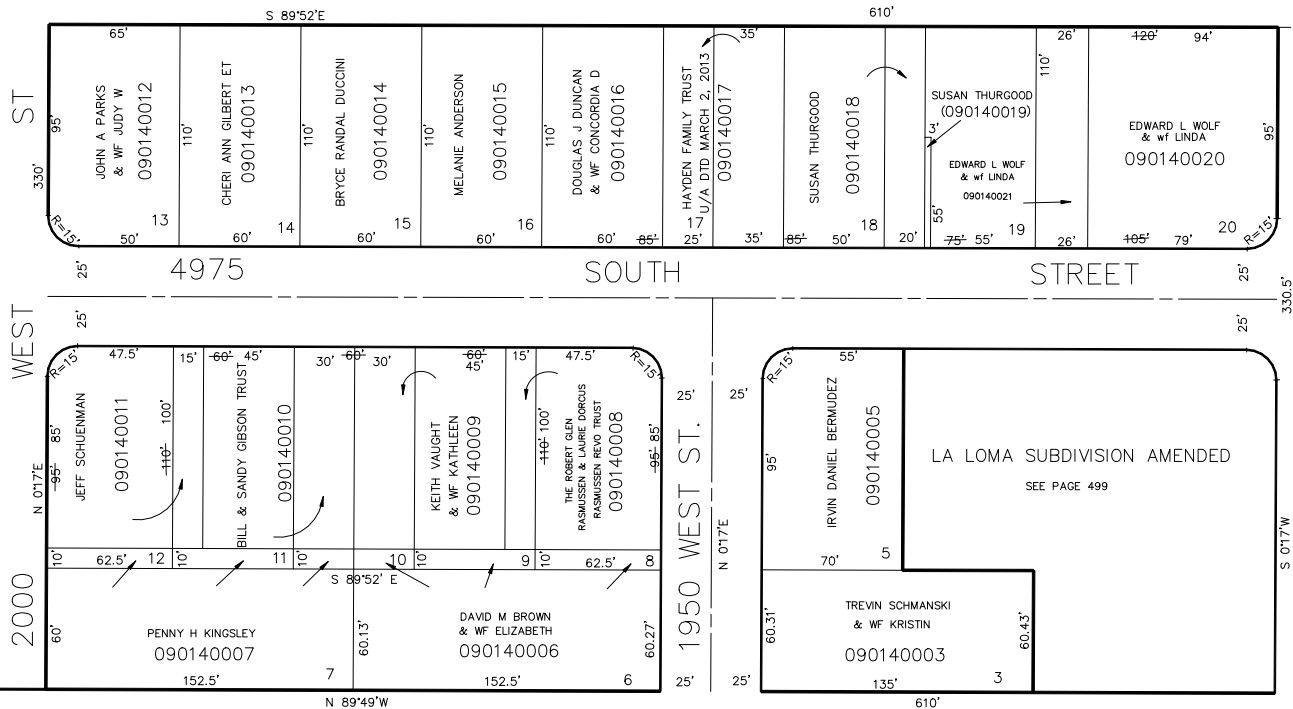 S 89°52'E
610'
65'
35'
26'
120'
94'
ST
330'
95'
JOHN A PARKS
& WF JUDY W
090140012
110'
CHERI ANN GILBERT ET
090140013
110'
BRYCE RANDAL DUCCINI
090140014
110'
MELANIE ANDERSON
090140015
110'
DOUGLAS J DUNCAN
& WF CONCORDIA D
090140016
HAYDEN FAMILY TRUST
U/A DTD MARCH 2, 2013
090140017
SUSAN THURGOOD
090140018
SUSAN THURGOOD
(090140019)
3'
55'
110'
EDWARD L WOLF
& wf LINDA
090140021
EDWARD L WOLF
& wf LINDA
090140020
95'
R=15'
13
14
15
16
17
18
19
20
R=15'
50'
60'
60'
60'
60'
85'
25'
35'
85'
50'
20'
75'
55'
26'
105'
79'
25'
4975 SOUTH STREET
25'
330.5'
25'
25'
WEST
R=15'
47.5'
15'
60'
45'
30'
60'
30'
60'
45'
15'
47.5'
R=15'
R=15'
55'
N 0°17'E
95'
85'
JEFF SCHUENMAN
090140011
110'
100'
BILL & SANDY GIBSON TRUST
090140010
KEITH VAUGHT
& WF KATHLEEN
090140009
110'
100'
THE ROBERT GLEN
RASMUSSEN & LAURIE DORCUS
RASMUSSEN REVO TRUST
090140008
95'
85'
25'
25'
1950 WEST ST.
N 0°17'E
95'
IRVIN DANIEL BERMUDEZ
090140005
LA LOMA SUBDIVISION AMENDED
SEE PAGE 499
S 0°17'W
10'
62.5'
12
10'
11
10'
10
10'
9
10'
62.5'
8
70'
5
S 89°52' E
2000
60'
PENNY H KINGSLEY
090140007
60.13'
DAVID M BROWN
& WF ELIZABETH
090140006
60.27'
60.31'
TREVIN SCHMANSKI
& WF KRISTIN
090140003
60.43'
152.5'
7
152.5'
6
25'
25'
135'
3
N 89°49'W
610'